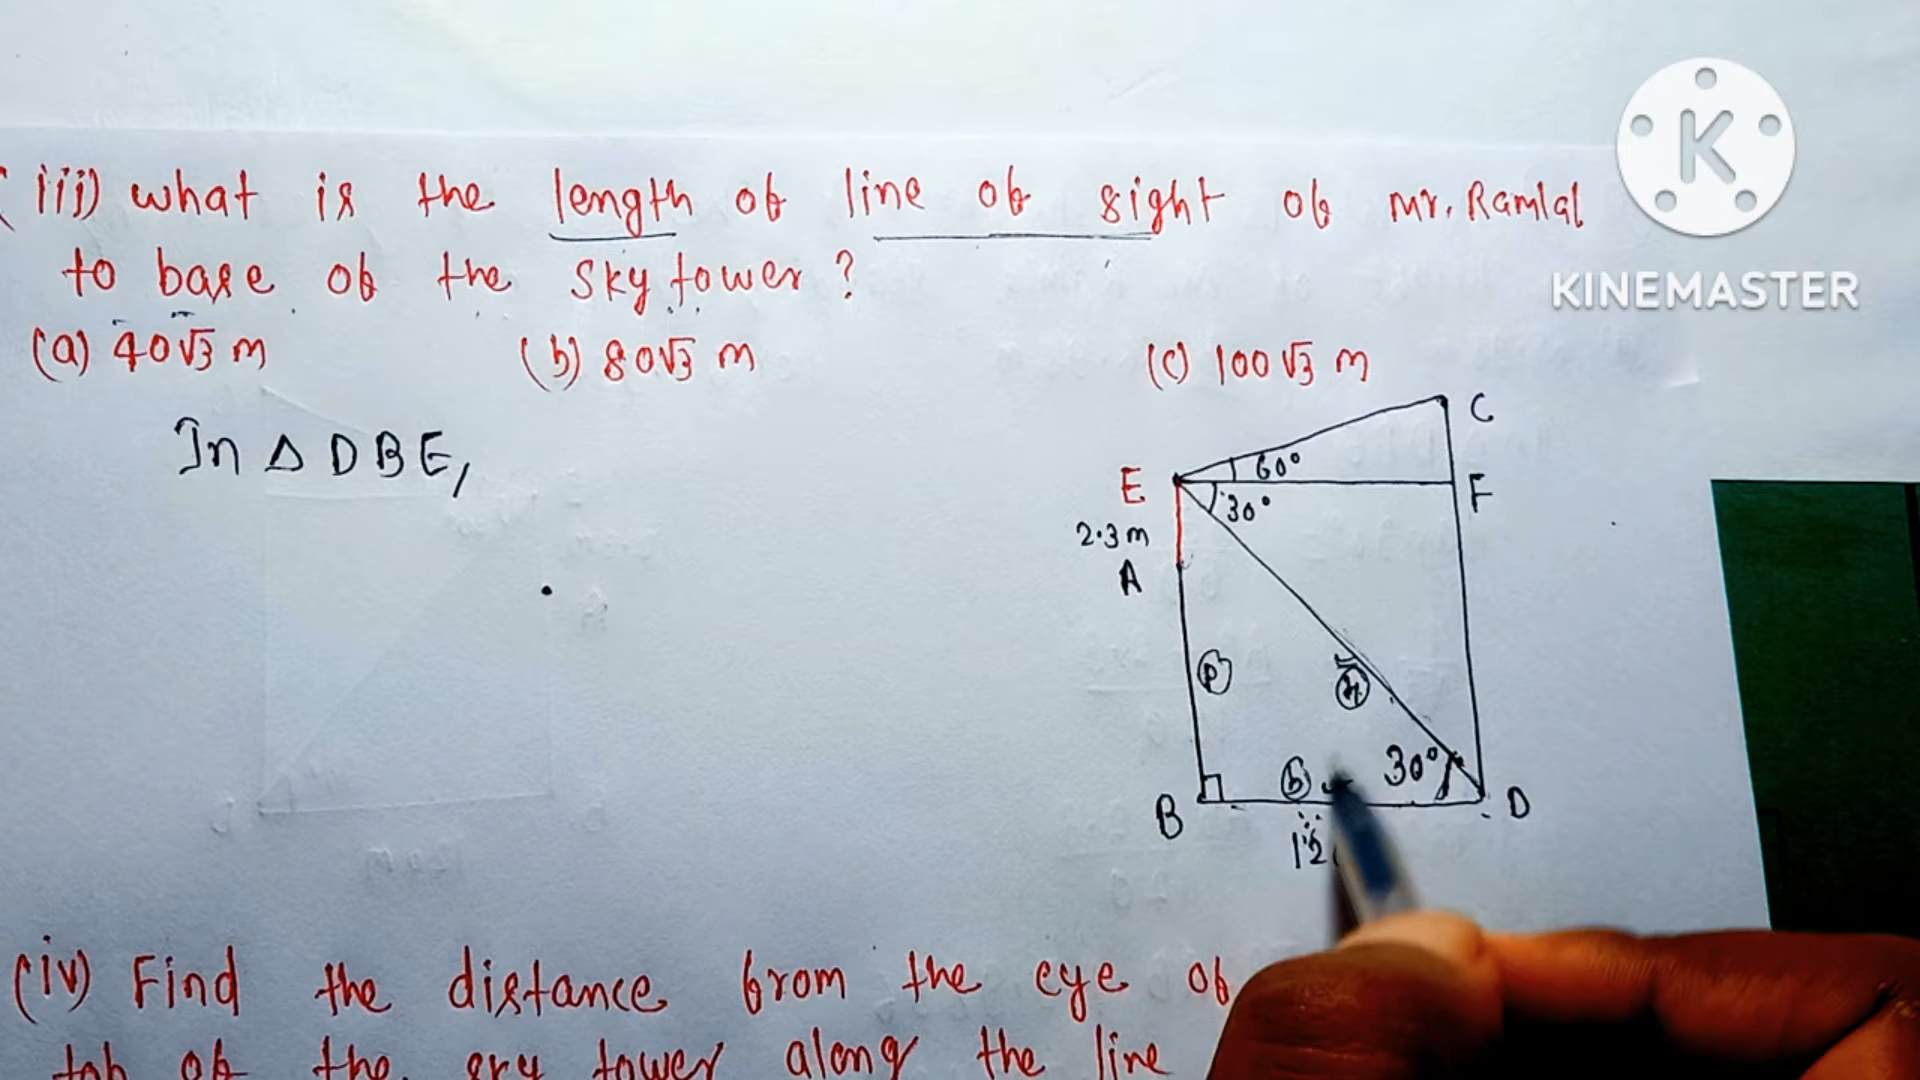 (iii) what is the length of line of sight of Mr. Ramlal
to base of the sky tower ?
(a) 40√3 m (b) 80√3 m (c) 100√3 m
In Δ DBE,
C
60°
E F
30°
2.3 m
A
p
h
30°
b
B D
12
(iv) Find the distance from the eye of
top of the sky tower along the line
K
KINEMASTER